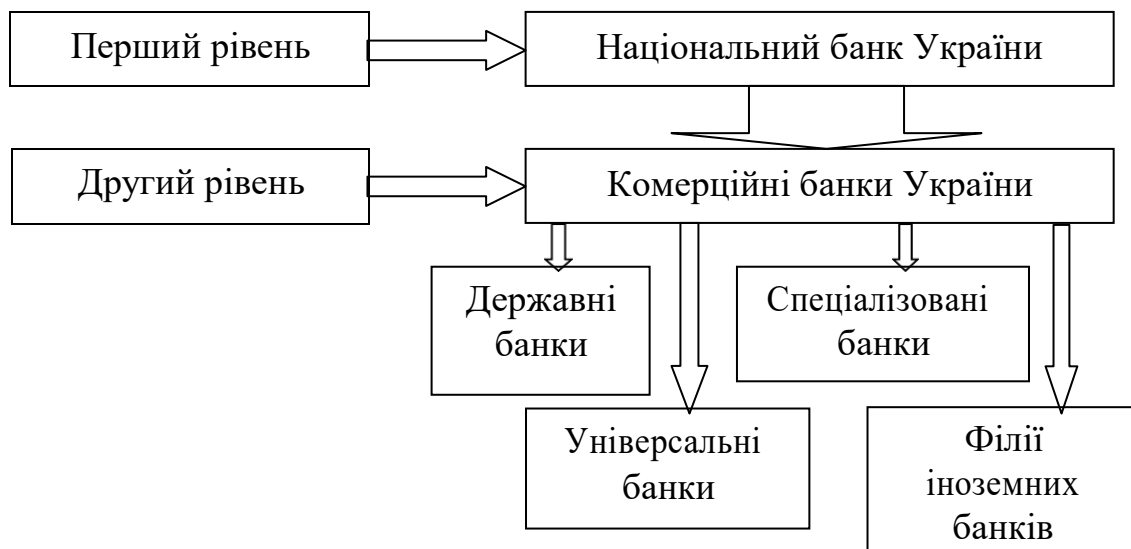 Перший рівень
Національний банк України
Другий рівень
Комерційні банки України
Державні
банки
Спеціалізовані
банки
Універсальні
банки
Філії
іноземних
банків